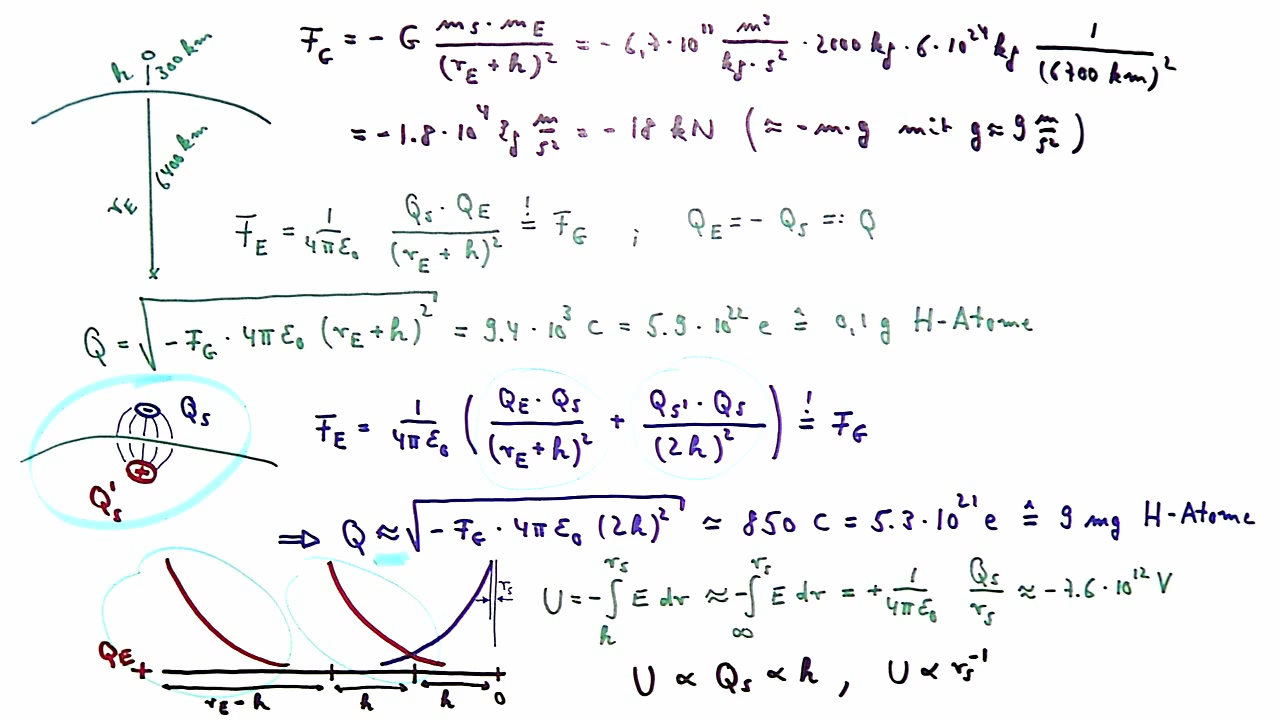 F_G = - G (m_S · m_E)/(r_E + h)² = - 6,7 · 10¹¹ m³/(kg · s²) · 2000 kg · 6 · 10²⁴ kg 1/(6700 km)²
h 300 km
= - 1.8 · 10⁴ kg m/s² = - 18 kN (≈ - m · g mit g ≈ 9 m/s²)
6400 km
r_E
F_E = 1/(4πε₀) (Q_S · Q_E)/(r_E + h)² =! F_G ; Q_E = - Q_S =: Q
Q = √(- F_G · 4πε₀ (r_E + h)²) = 9.4 · 10³ C = 5.9 · 10²² e ≙ 0,1 g H-Atome
Q_S
F_E = 1/(4πε₀) ( (Q_E · Q_S)/(r_E + h)² + (Q_S' · Q_S)/(2h)² ) =! F_G
Q_S'
⇒ Q ≈ √(- F_G · 4πε₀ (2h)²) ≈ 850 C = 5.3 · 10²¹ e ≙ 9 mg H-Atome
r_S
U = - ∫_h^{r_S} E dr ≈ - ∫_∞^{r_S} E dr = + 1/(4πε₀) Q_S/r_S ≈ - 7.6 · 10¹² V
Q_E +
r_E - h h h 0
U ∝ Q_S ∝ h , U ∝ r_S⁻¹